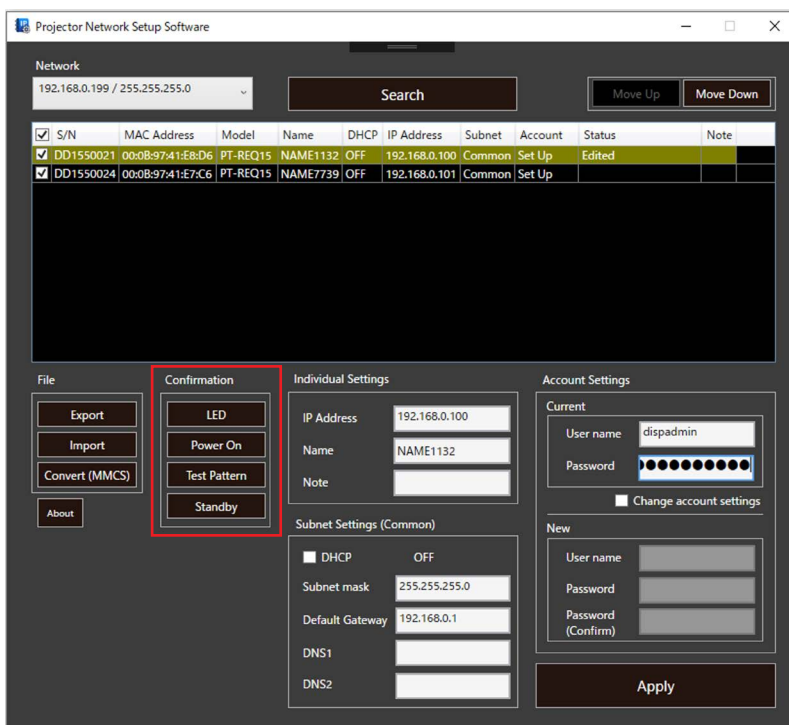 Projector Network Setup Software
Network
192.168.0.199 / 255.255.255.0
Search
Move Up
Move Down
S/N MAC Address Model Name DHCP IP Address Subnet Account Status Note
DD1550021 00:0B:97:41:E8:D6 PT-REQ15 NAME1132 OFF 192.168.0.100 Common Set Up Edited
DD1550024 00:0B:97:41:E7:C6 PT-REQ15 NAME7739 OFF 192.168.0.101 Common Set Up
File
Export
Import
Convert (MMCS)
About
Confirmation
LED
Power On
Test Pattern
Standby
Individual Settings
IP Address 192.168.0.100
Name NAME1132
Note
Subnet Settings (Common)
DHCP OFF
Subnet mask 255.255.255.0
Default Gateway 192.168.0.1
DNS1
DNS2
Account Settings
Current
User name dispadmin
Password
Change account settings
New
User name
Password
Password
(Confirm)
Apply